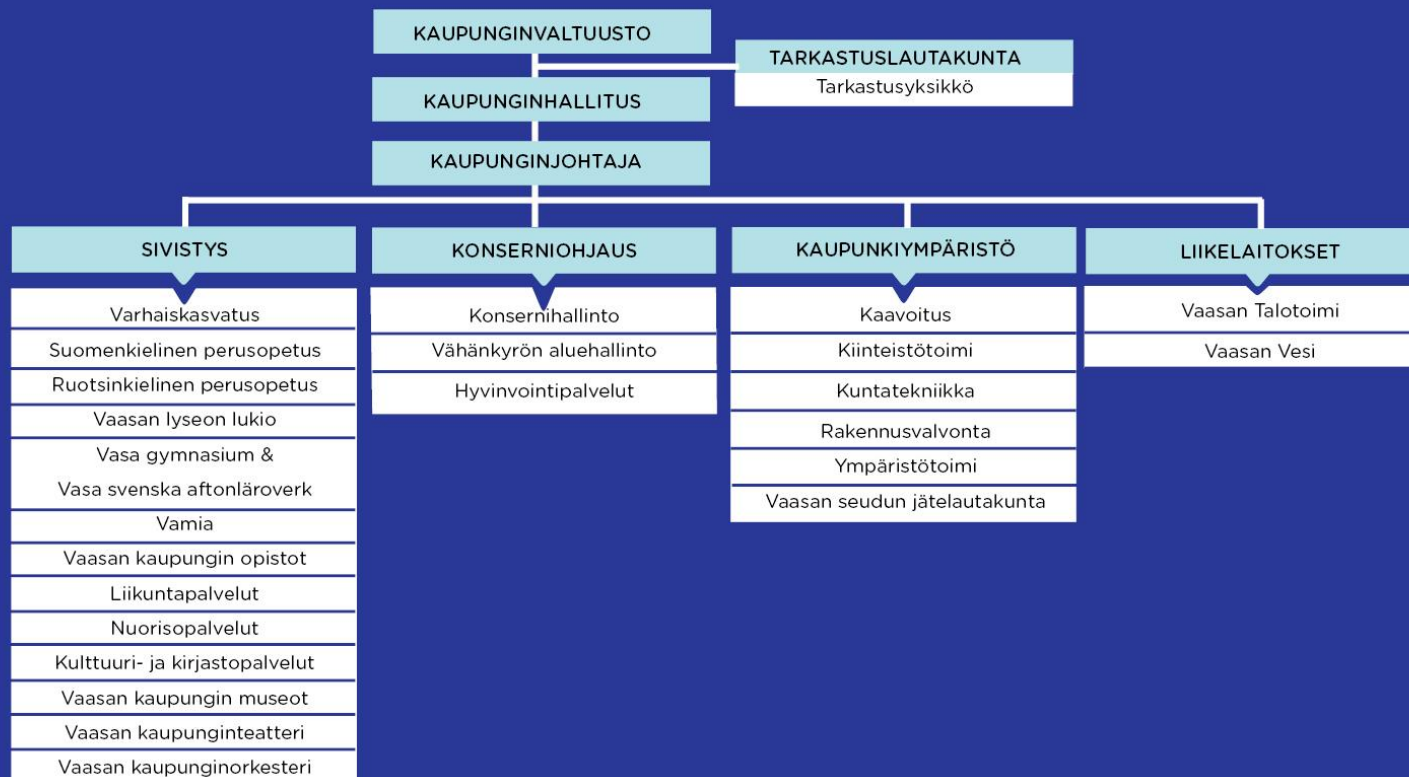 KAUPUNGINVALTUUSTO
TARKASTUSLAUTAKUNTA
Tarkastusyksikkö
KAUPUNGINHALLITUS
KAUPUNGINJOHTAJA
SIVISTYS
Varhaiskasvatus
Suomenkielinen perusopetus
Ruotsinkielinen perusopetus
Vaasan lyseon lukio
Vasa gymnasium &
Vasa svenska aftonläroverk
Vamia
Vaasan kaupungin opistot
Liikuntapalvelut
Nuorisopalvelut
Kulttuuri- ja kirjastopalvelut
Vaasan kaupungin museot
Vaasan kaupunginteatteri
Vaasan kaupunginorkesteri
KONSERNIOHJAUS
Konsernihallinto
Vähänkyrön aluehallinto
Hyvinvointipalvelut
KAUPUNKIYMPÄRISTÖ
Kaavoitus
Kiinteistötoimi
Kuntatekniikka
Rakennusvalvonta
Ympäristötoimi
Vaasan seudun jätelautakunta
LIIKELAITOKSET
Vaasan Talotoimi
Vaasan Vesi